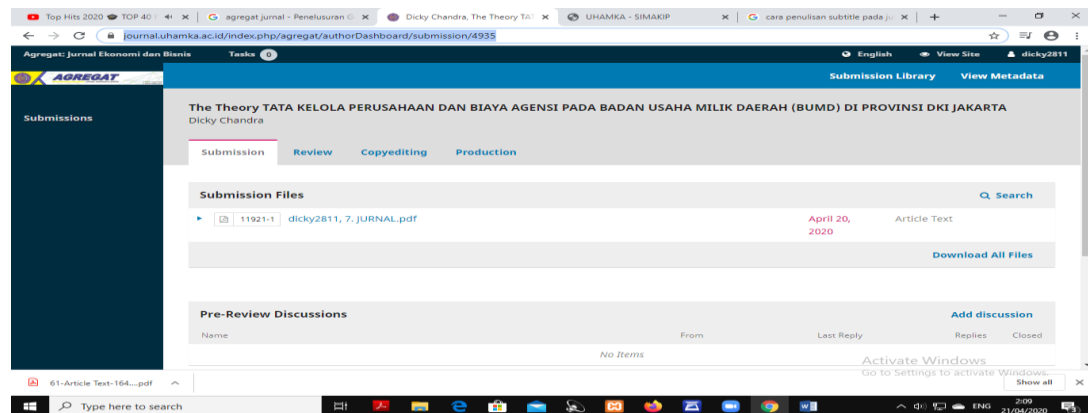 Top Hits 2020 🎓 TOP 40
agregat jurnal - Penelusuran G
Dicky Chandra, The Theory TAT
UHAMKA - SIMAKIP
cara penulisan subtitle pada ju
journal.uhamka.ac.id/index.php/agregat/authorDashboard/submission/4935
Agregat: Jurnal Ekonomi dan Bisnis Tasks 0 English View Site dicky2811
AGREGAT Submission Library View Metadata
Submissions
The Theory TATA KELOLA PERUSAHAAN DAN BIAYA AGENSI PADA BADAN USAHA MILIK DAERAH (BUMD) DI PROVINSI DKI JAKARTA
Dicky Chandra
Submission Review Copyediting Production
Submission Files Search
11921-1 dicky2811, 7. JURNAL.pdf April 20, 2020 Article Text
Download All Files
Pre-Review Discussions Add discussion
Name From Last Reply Replies Closed
No Items
Activate Windows
Go to Settings to activate Windows.
61-Article Text-164....pdf Show all
Type here to search ENG 2:09
21/04/2020